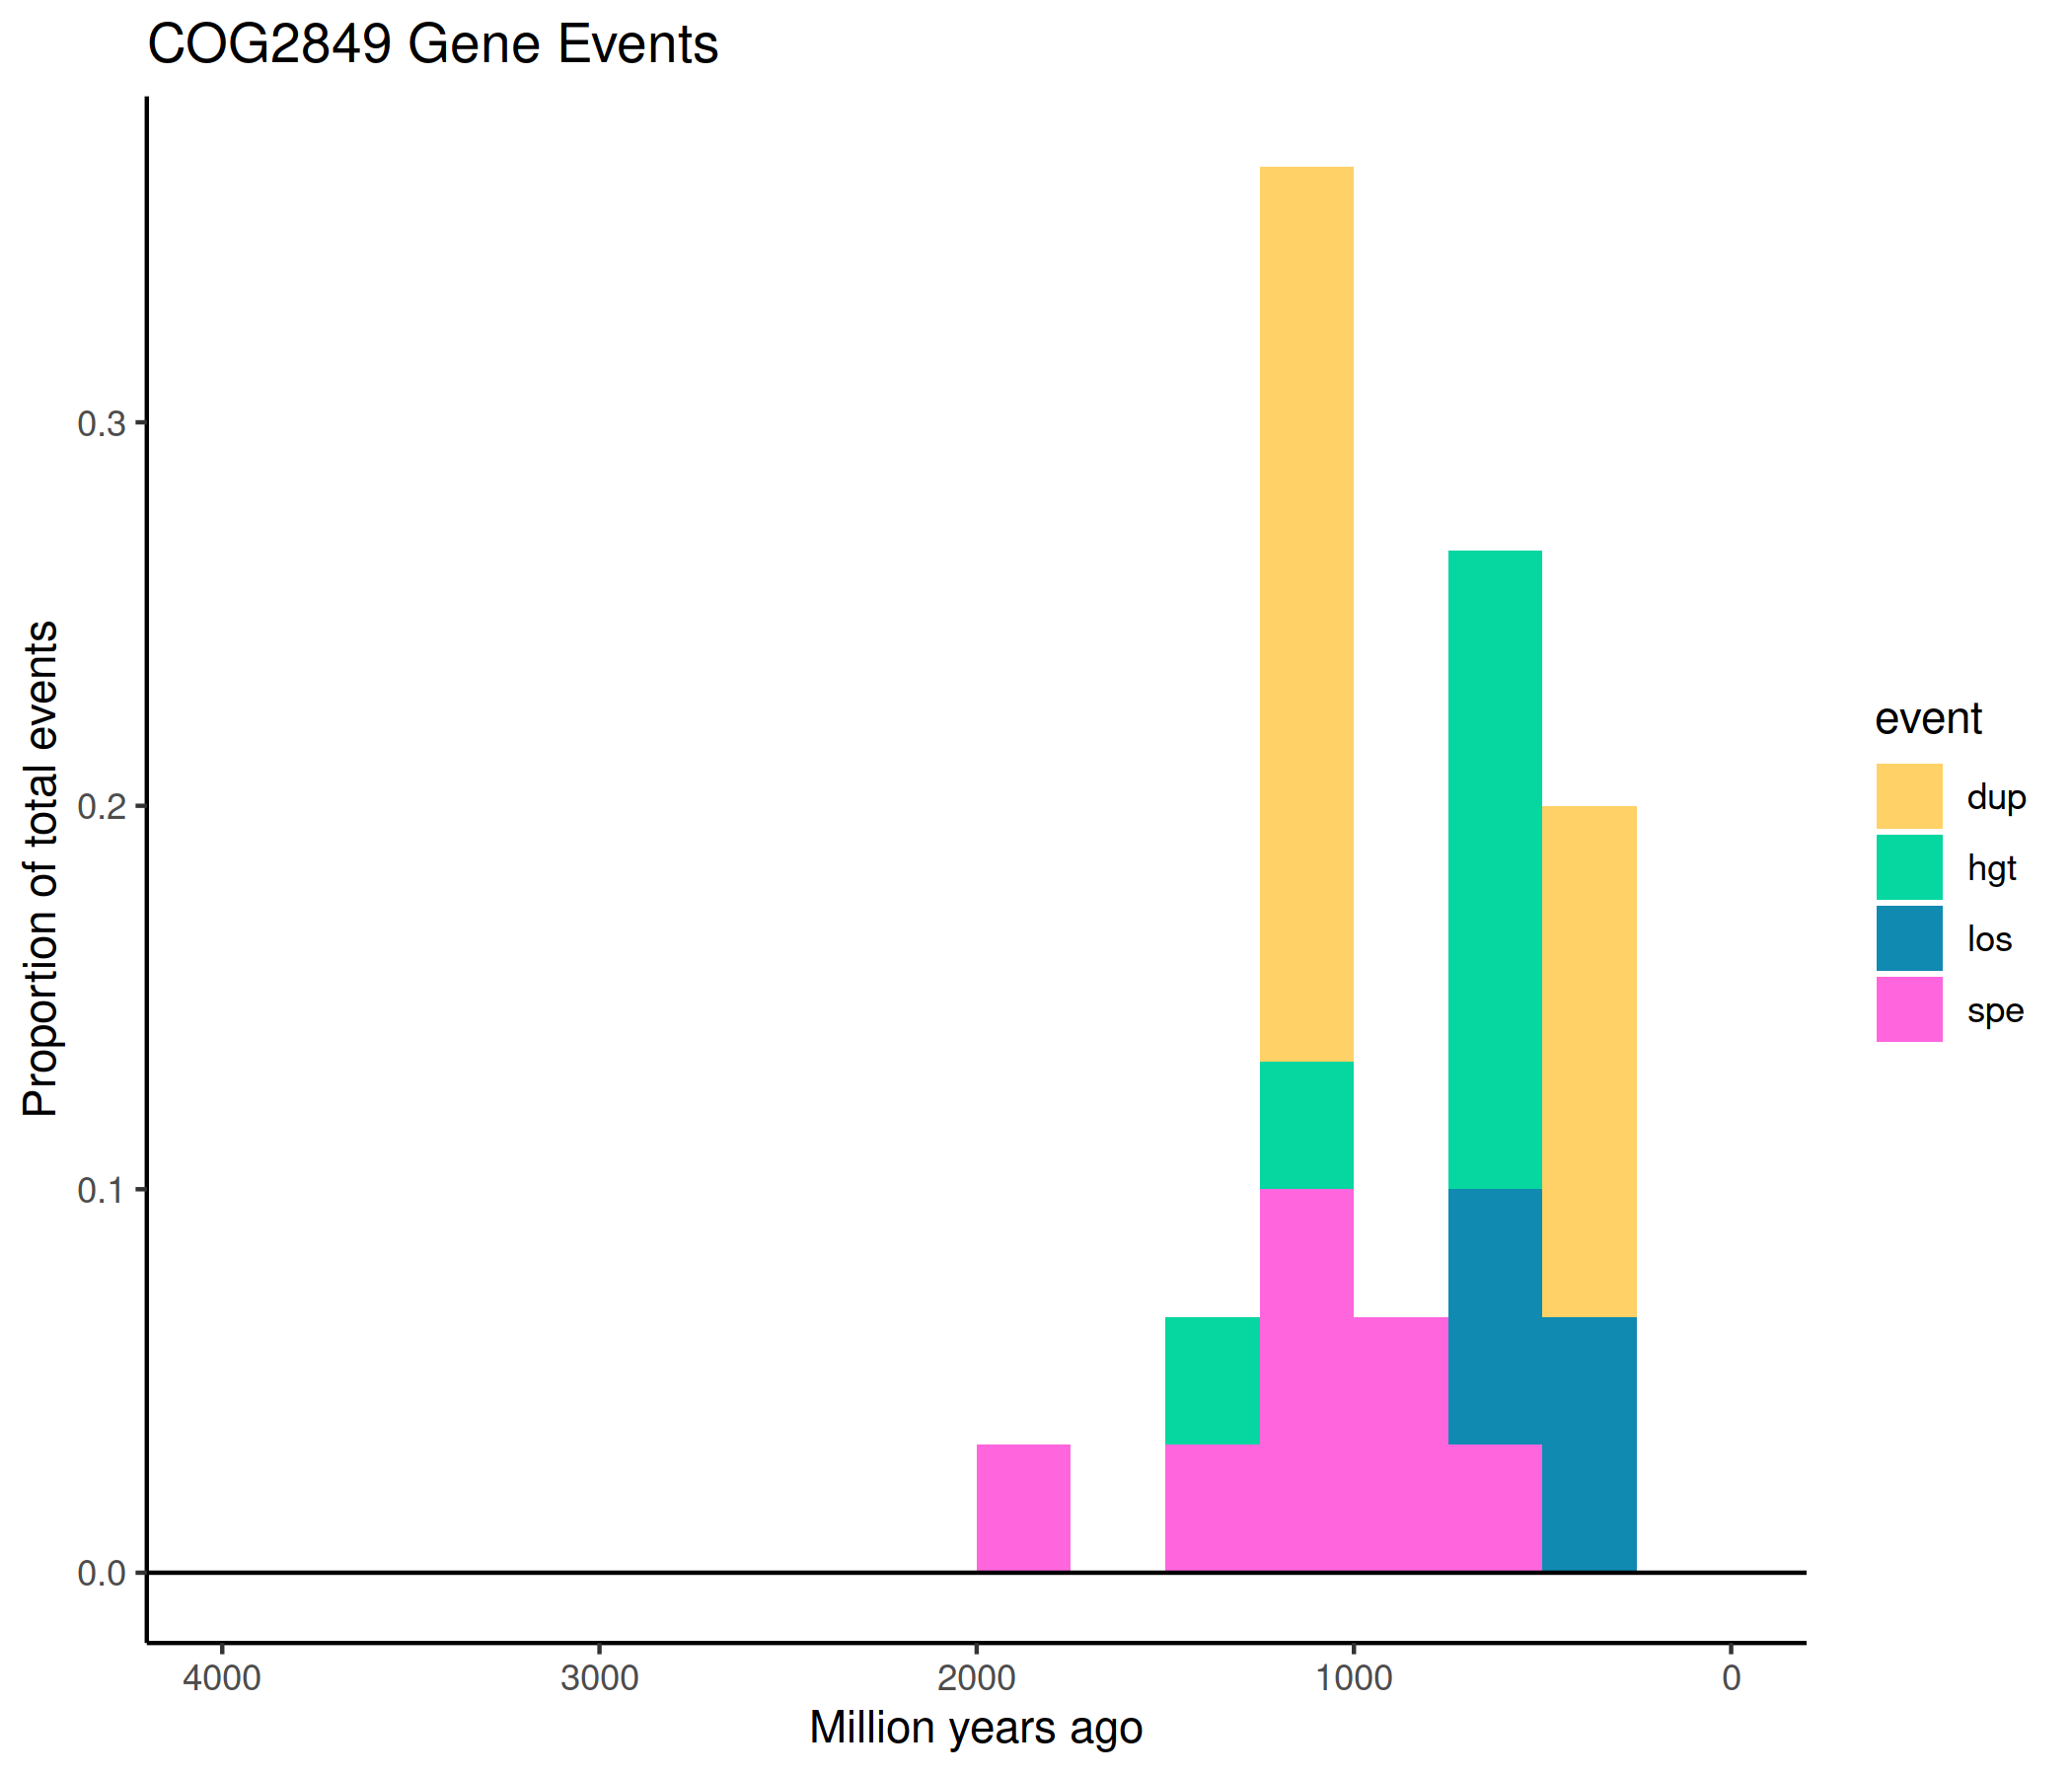 COG2849 Gene Events
Proportion of total events
0.3
0.2
0.1
0.0
4000 3000 2000 1000 0
Million years ago
event
dup
hgt
los
spe